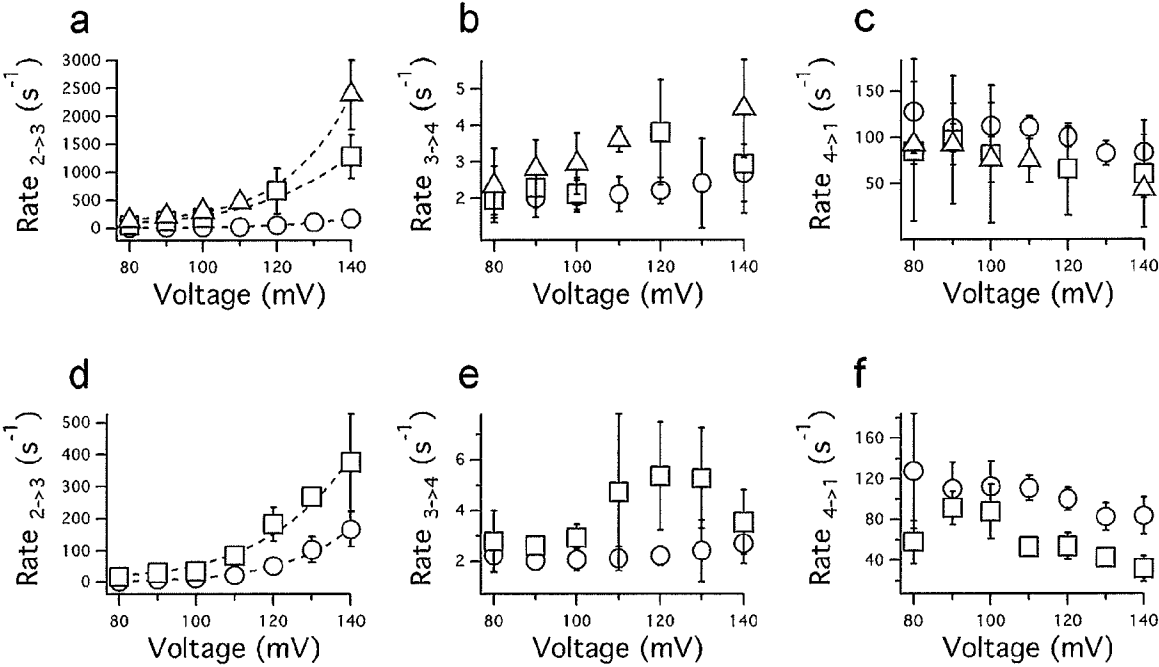 a
Rate 2->3 (s-1)
3000
2500
2000
1500
1000
500
0
80 100 120 140
Voltage (mV)
b
Rate 3->4 (s-1)
5
4
3
2
80 100 120 140
Voltage (mV)
c
Rate 4->1 (s-1)
150
100
50
80 100 120 140
Voltage (mV)
d
Rate 2->3 (s-1)
500
400
300
200
100
0
80 100 120 140
Voltage (mV)
e
Rate 3->4 (s-1)
6
4
2
80 100 120 140
Voltage (mV)
f
Rate 4->1 (s-1)
160
120
80
40
80 100 120 140
Voltage (mV)